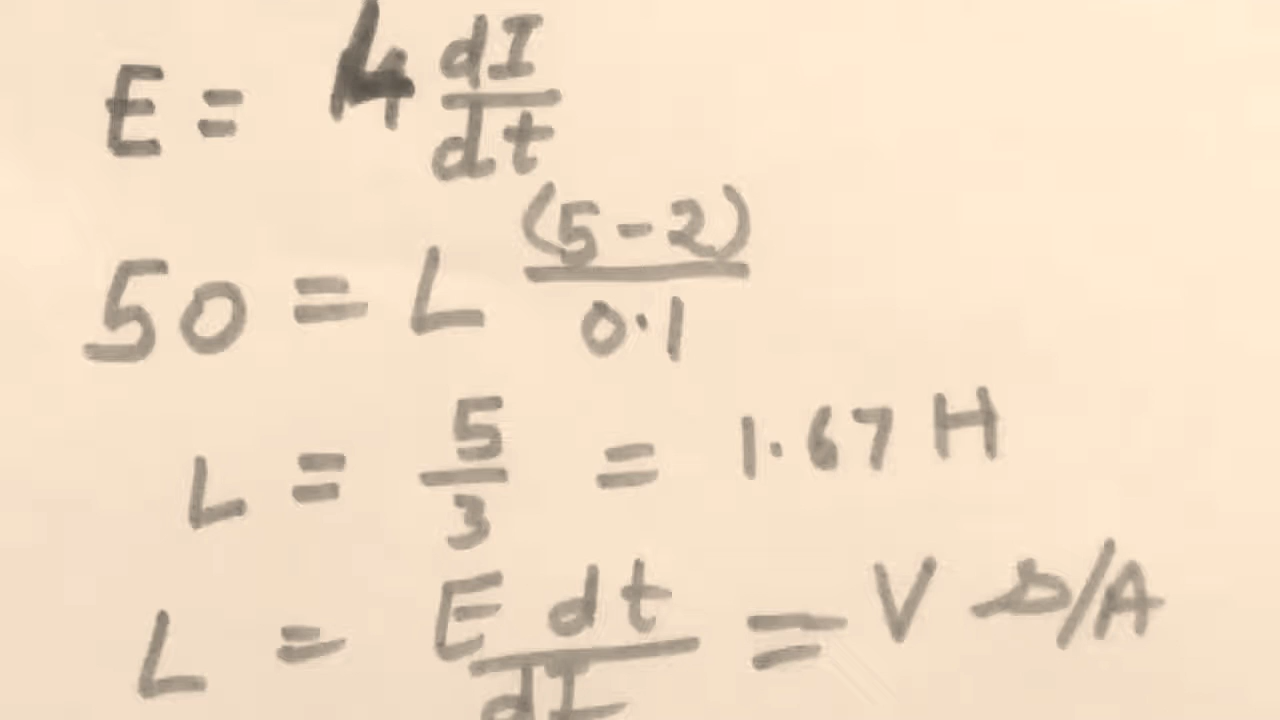 E = L dI/dt
50 = L (5-2)/0.1
L = 5/3 = 1.67 H
L = E dt/dI = V s/A